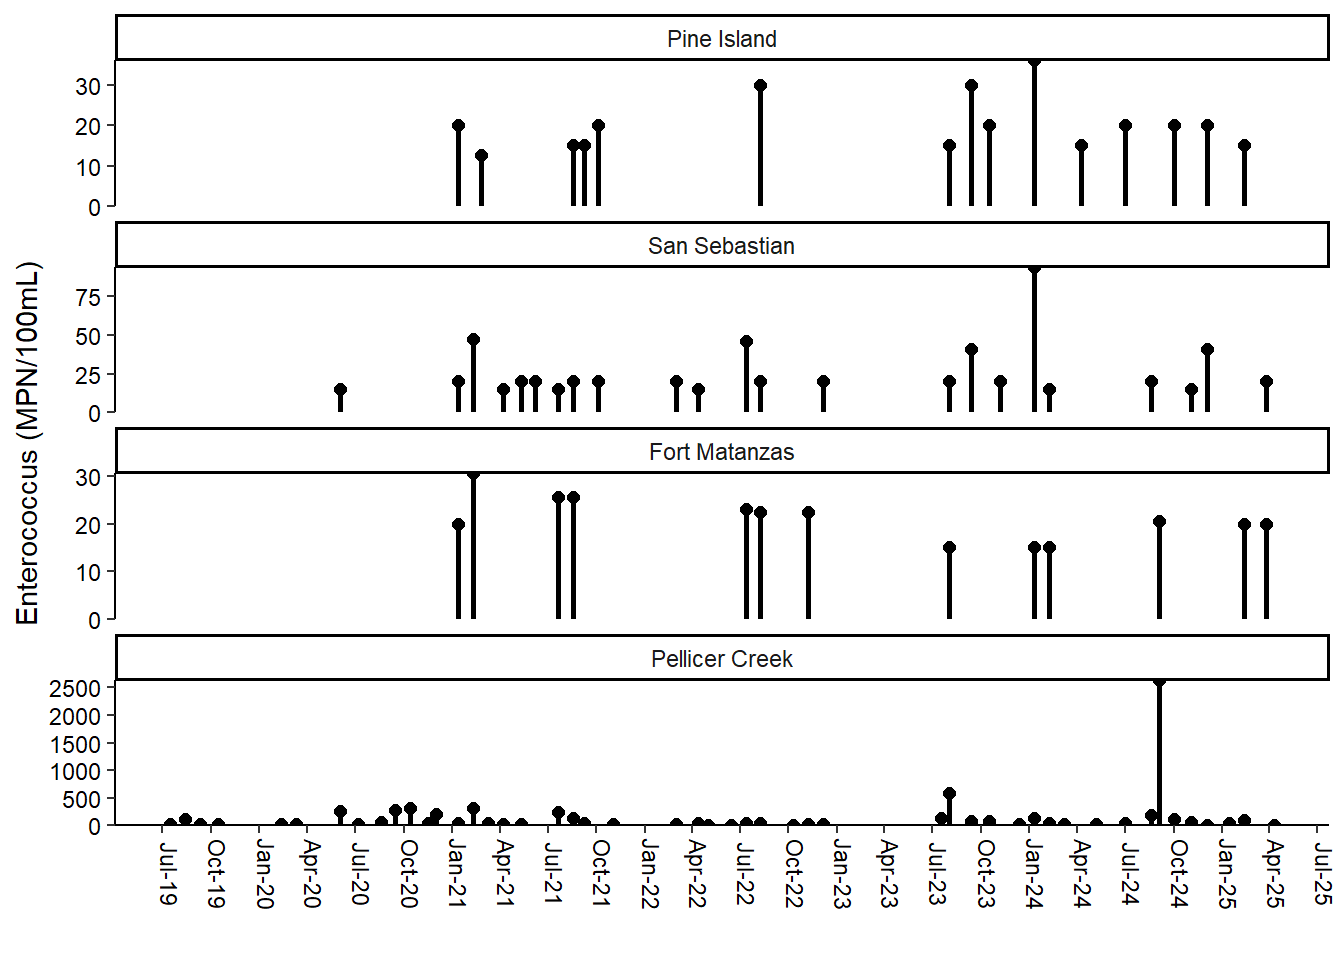 Pine Island
30
20
10
0
San Sebastian
75
50
25
0
Fort Matanzas
30
20
10
0
Pellicer Creek
2500
2000
1500
1000
500
0
Enterococcus (MPN/100mL)
Jul-19
Oct-19
Jan-20
Apr-20
Jul-20
Oct-20
Jan-21
Apr-21
Jul-21
Oct-21
Jan-22
Apr-22
Jul-22
Oct-22
Jan-23
Apr-23
Jul-23
Oct-23
Jan-24
Apr-24
Jul-24
Oct-24
Jan-25
Apr-25
Jul-25